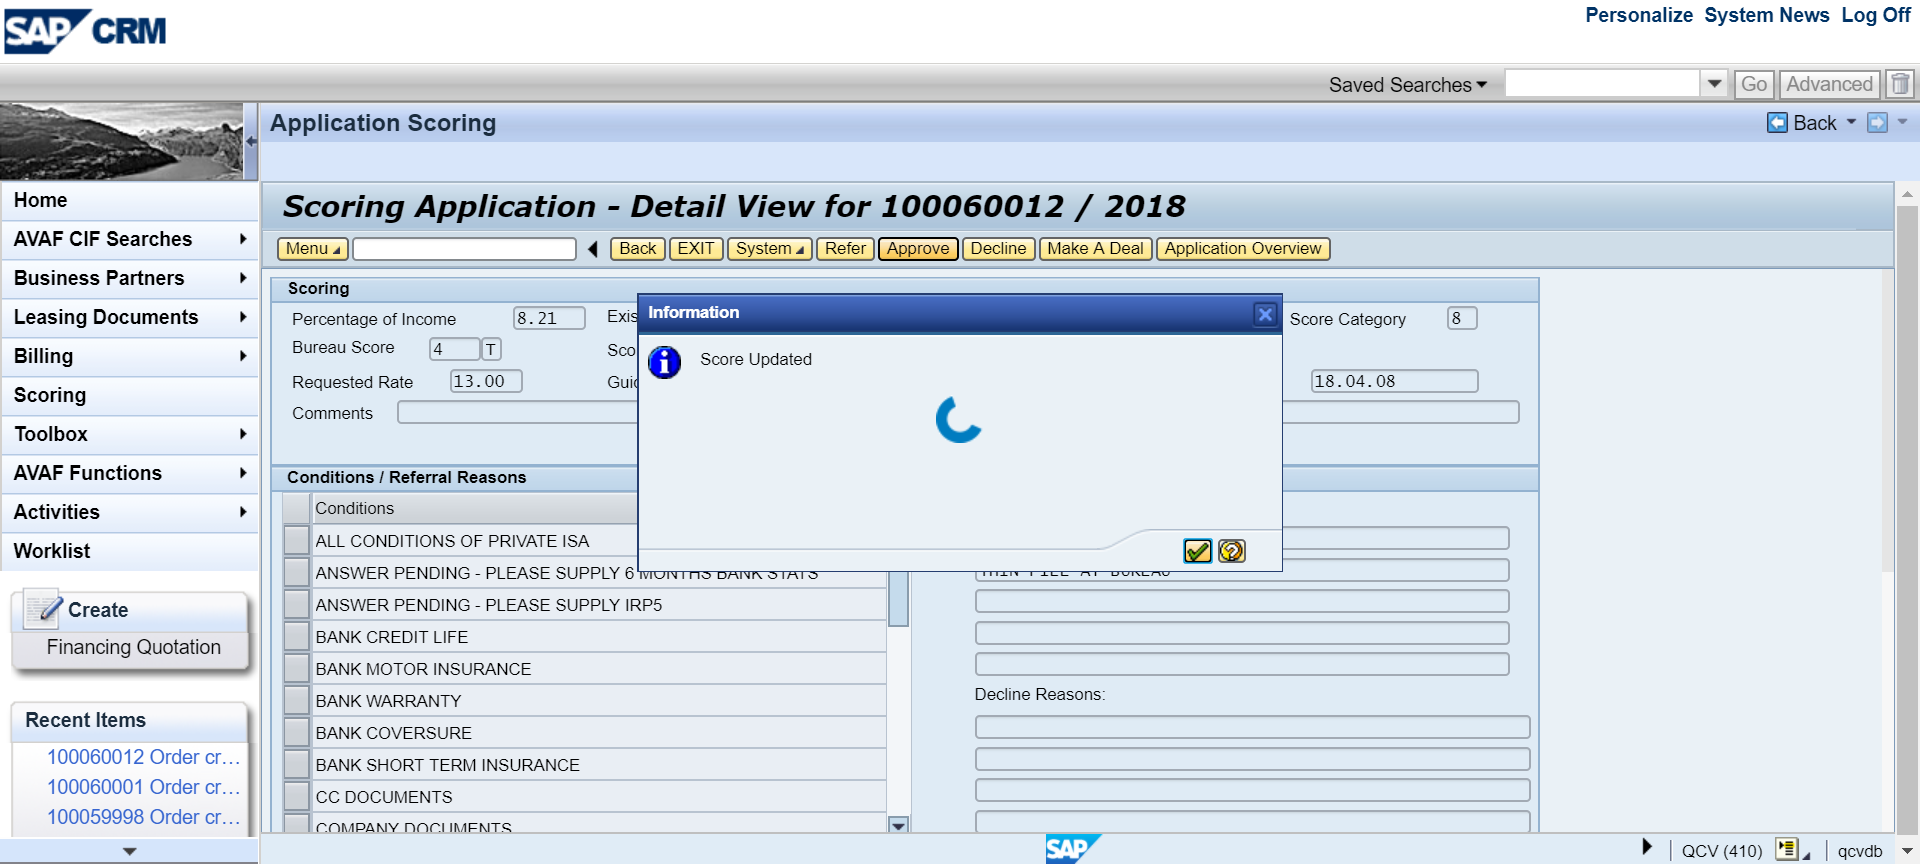 SAP CRM
Personalize System News Log Off
Saved Searches Go Advanced
Application Scoring
Back
Home
AVAF CIF Searches
Business Partners
Leasing Documents
Billing
Scoring
Toolbox
AVAF Functions
Activities
Worklist
Create
Financing Quotation
Recent Items
100060012 Order cr...
100060001 Order cr...
100059998 Order cr...
Scoring Application - Detail View for 100060012 / 2018
Menu Back EXIT System Refer Approve Decline Make A Deal Application Overview
Scoring
Percentage of Income 8.21 Exis Score Category 8
Bureau Score 4 T Sco
Requested Rate 13.00 Guid 18.04.08
Comments
Information
Score Updated
Conditions / Referral Reasons
Conditions
ALL CONDITIONS OF PRIVATE ISA
ANSWER PENDING - PLEASE SUPPLY 6 MONTHS BANK STATS
THIN FILE AT BUREAU
ANSWER PENDING - PLEASE SUPPLY IRP5
BANK CREDIT LIFE
BANK MOTOR INSURANCE
BANK WARRANTY
BANK COVERSURE
BANK SHORT TERM INSURANCE
CC DOCUMENTS
COMPANY DOCUMENTS
Decline Reasons:
SAP
QCV (410) qcvdb